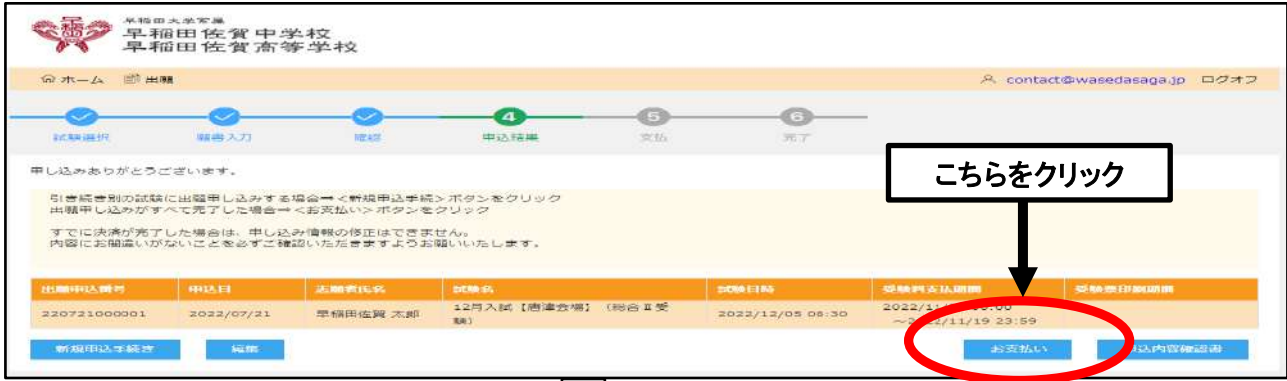 早稲田大学系属
早稲田佐賀中学校
早稲田佐賀高等学校
ホーム 出願 contact@wasedasaga.jp ログオフ
4 5 6
試験選択 願書入力 確認 申込結果 支払 完了
申し込みありがとうございます。
こちらをクリック
引き続き別の試験に出願申し込みする場合⇒<新規申込手続>ボタンをクリック
出願申し込みがすべて完了した場合⇒<お支払い>ボタンをクリック
すでに決済が完了した場合は、申し込み情報の修正はできません。
内容にお間違いがないことを必ずご確認いただきますようお願いいたします。
出願申込番号 申込日 志願者氏名 試験名 試験日時 受験料支払期間 受験票印刷期間
220721000001 2022/07/21 早稲田佐賀 太郎 12月入試【唐津会場】（総合Ⅱ受験） 2022/12/05 08:30 2022/11/
～2022/11/19 23:59
新規申込手続き 編集 お支払い 申込内容確認書